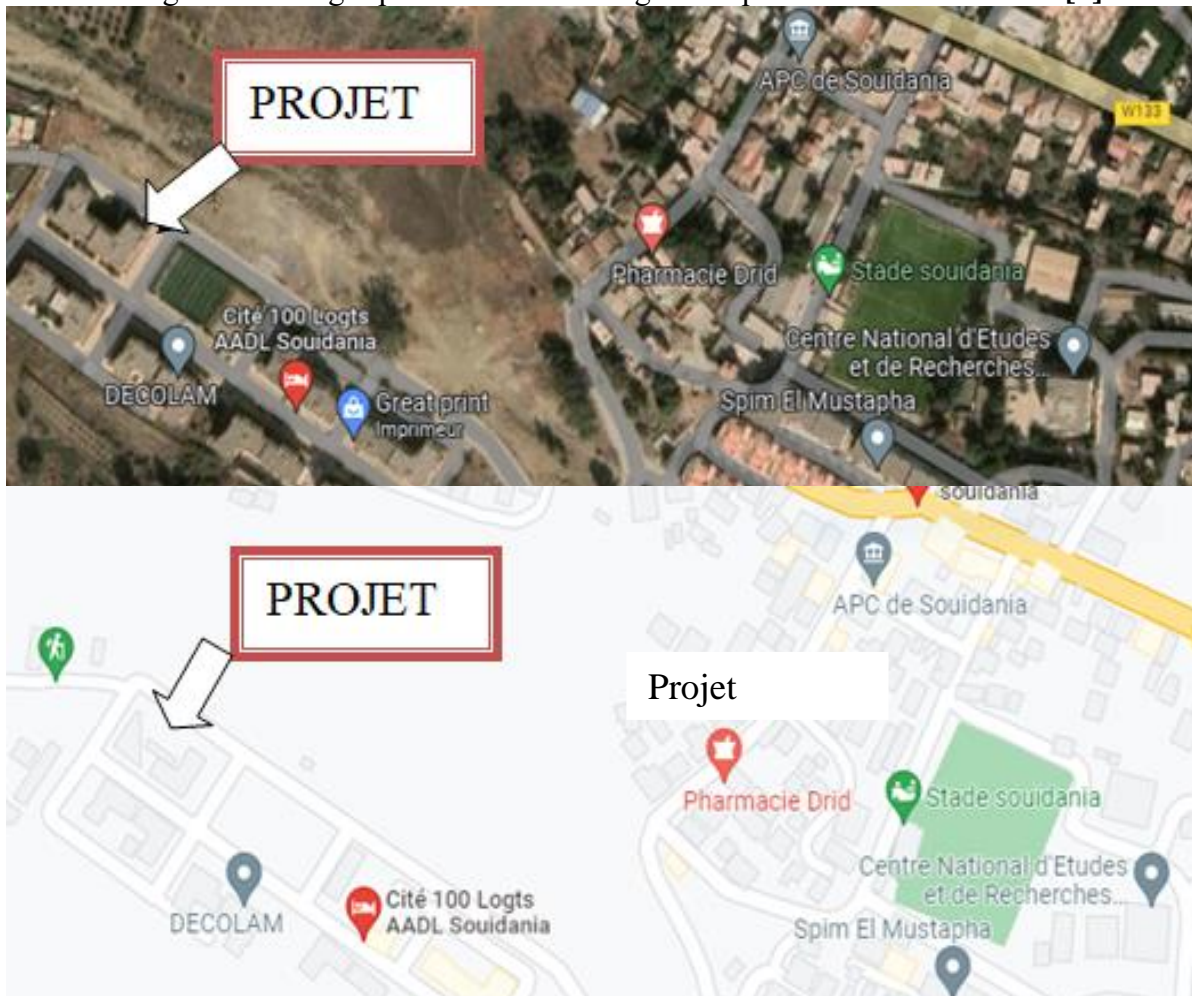 PROJET
APC de Souidania
W133
Pharmacie Drid
Stade souidania
Cité 100 Logts
AADL Souidania
Centre National d'Etudes
et de Recherches...
DECOLAM
Great print
Imprimeur
Spim El Mustapha
souidania
PROJET
APC de Souidania
Projet
Pharmacie Drid
Stade souidania
Centre National d'Etudes
et de Recherches...
Cité 100 Logts
AADL Souidania
DECOLAM
Spim El Mustapha